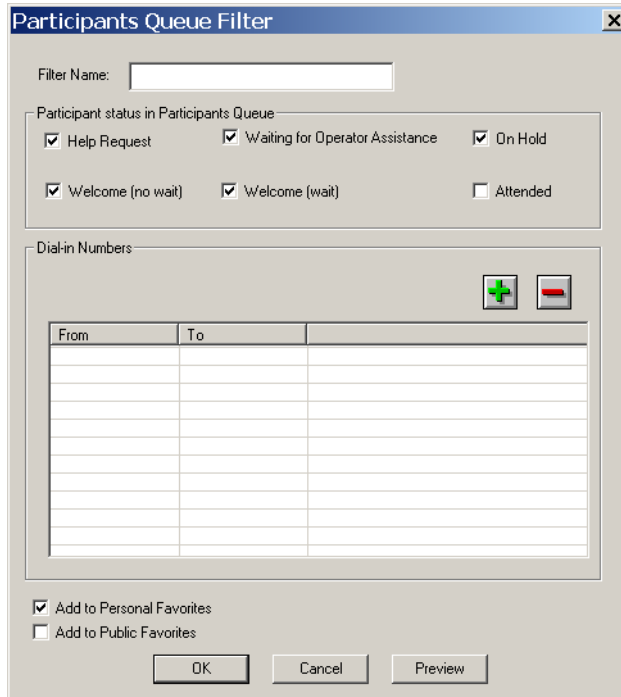 Participants Queue Filter
Filter Name:
Participant status in Participants Queue
Help Request Waiting for Operator Assistance On Hold
Welcome (no wait) Welcome (wait) Attended
Dial-in Numbers
From To
Add to Personal Favorites
Add to Public Favorites
OK Cancel Preview